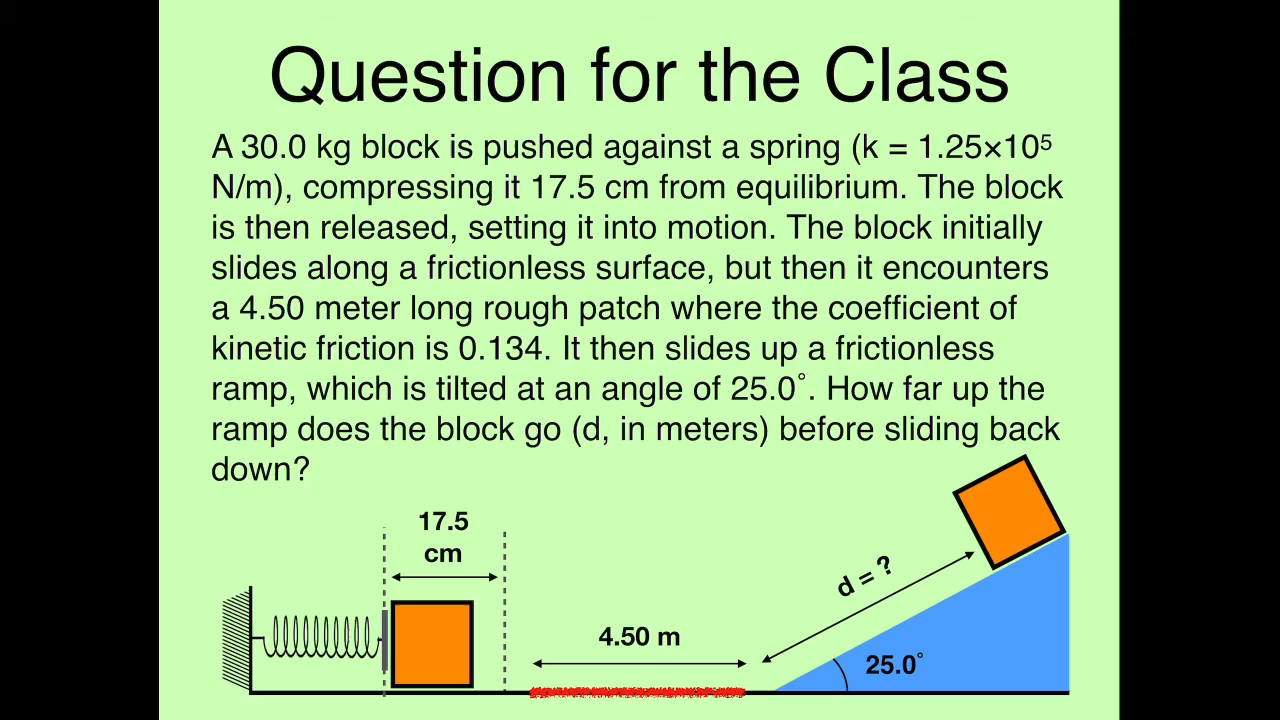 Question for the Class
A 30.0 kg block is pushed against a spring (k = 1.25×10⁵
N/m), compressing it 17.5 cm from equilibrium. The block
is then released, setting it into motion. The block initially
slides along a frictionless surface, but then it encounters
a 4.50 meter long rough patch where the coefficient of
kinetic friction is 0.134. It then slides up a frictionless
ramp, which is tilted at an angle of 25.0°. How far up the
ramp does the block go (d, in meters) before sliding back
down?
17.5
cm
d = ?
4.50 m
25.0°